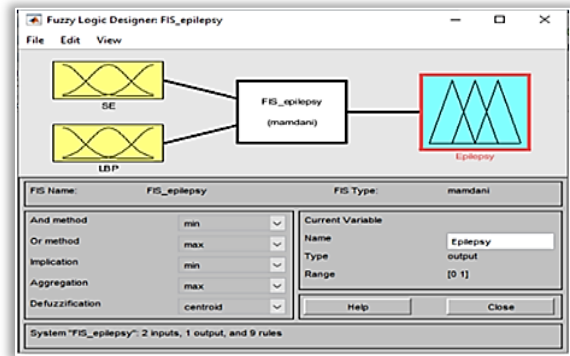 Fuzzy Logic Designer: FIS_epilepsy
File Edit View
SE
LBP
FIS_epilepsy
(mamdani)
Epilepsy
FIS Name: FIS_epilepsy FIS Type: mamdani
And method min
Or method max
Implication min
Aggregation max
Defuzzification centroid
Current Variable
Name Epilepsy
Type output
Range [0 1]
Help Close
System "FIS_epilepsy": 2 inputs, 1 output, and 9 rules